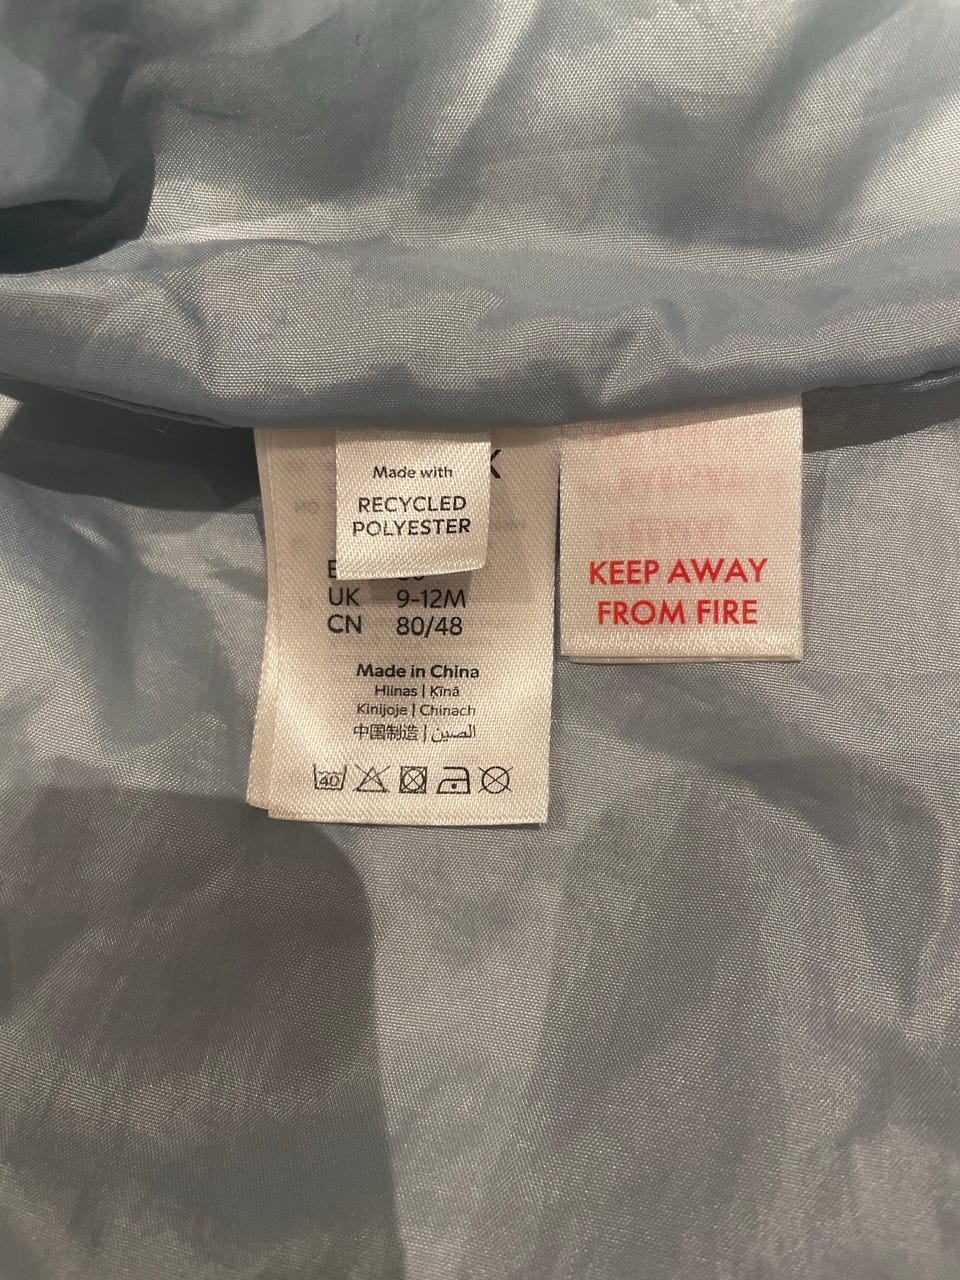 Made with
RECYCLED
POLYESTER
UK 9-12M
CN 80/48
Made in China
Hiinas | Ķīnā
Kinijoje | Chinach
中国制造 | الصين
40
KEEP AWAY
FROM FIRE